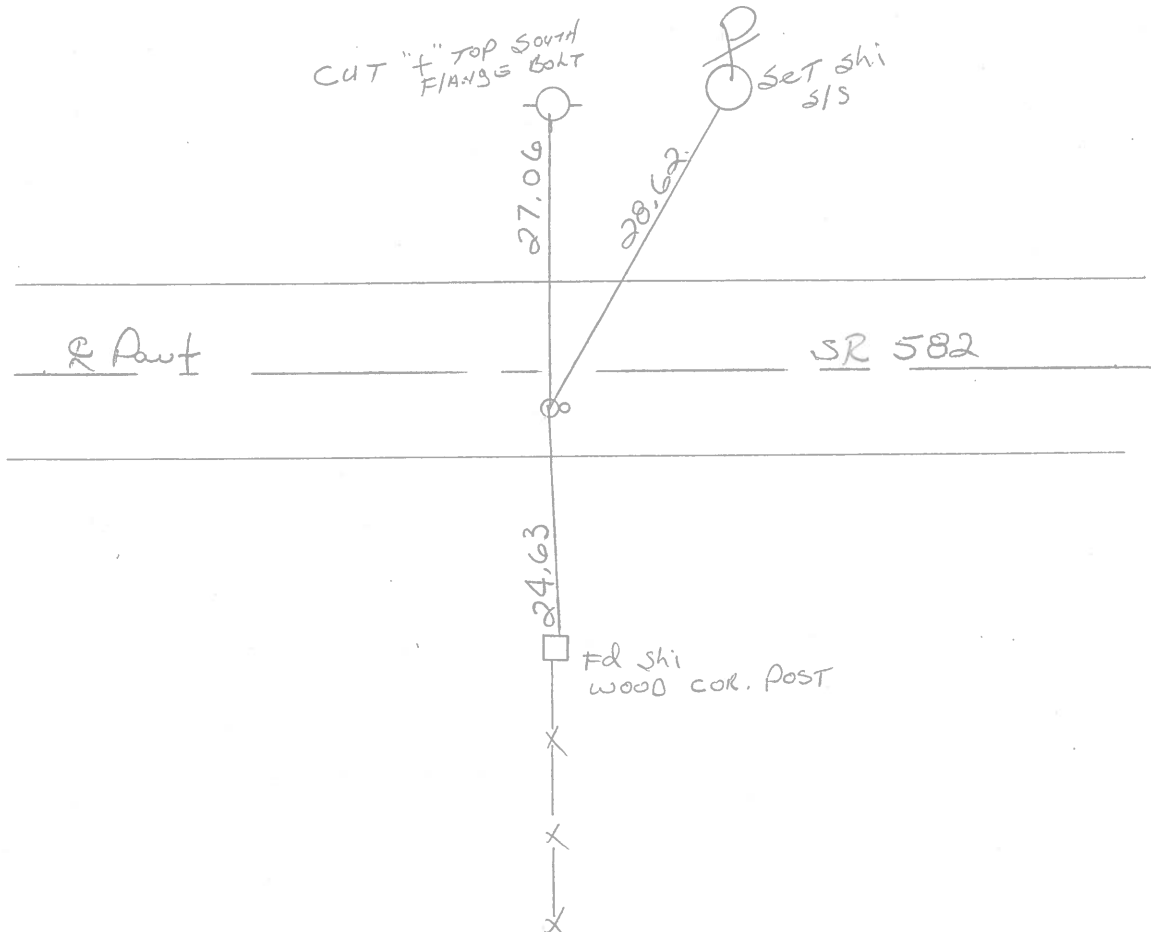 CUT "+" TOP SOUTH
FLANGE BOLT
P
SET Shi
S/S
27.06
28.62
℄ Pavt
SR 582
24.63
Fd Shi
WOOD COR. POST
X
X
X